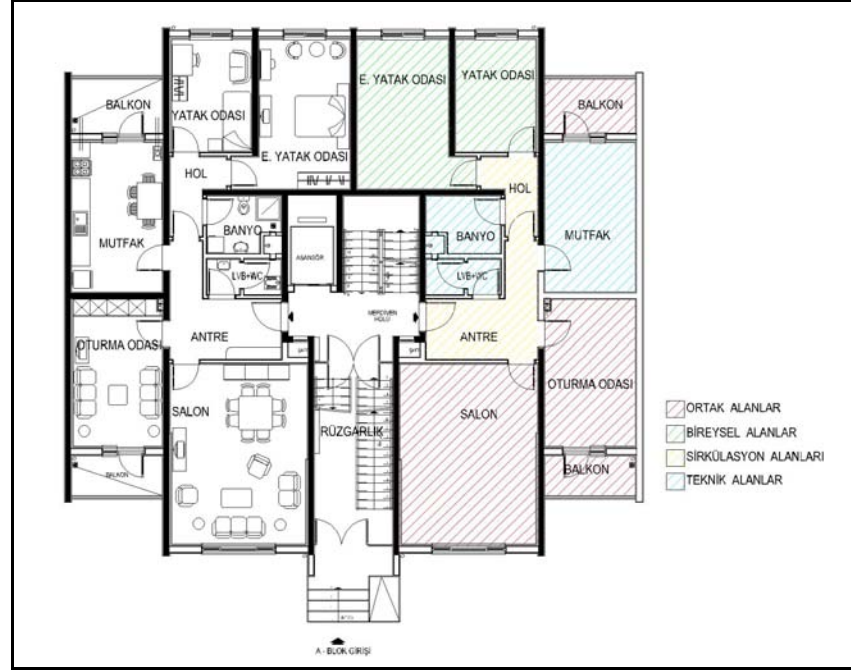 YATAK ODASI
E. YATAK ODASI
E. YATAK ODASI
YATAK ODASI
BALKON
BALKON
HOL
HOL
MUTFAK
BANYO
ASANSÖR
BANYO
MUTFAK
LVB+WC
LVB+WC
MERDİVEN
HOLÜ
OTURMA ODASI
ANTRE
ANTRE
OTURMA ODASI
SALON
RÜZGARLIK
SALON
BALKON
BALKON
ORTAK ALANLAR
BİREYSEL ALANLAR
SİRKÜLASYON ALANLARI
TEKNİK ALANLAR
A - BLOK GİRİŞİ